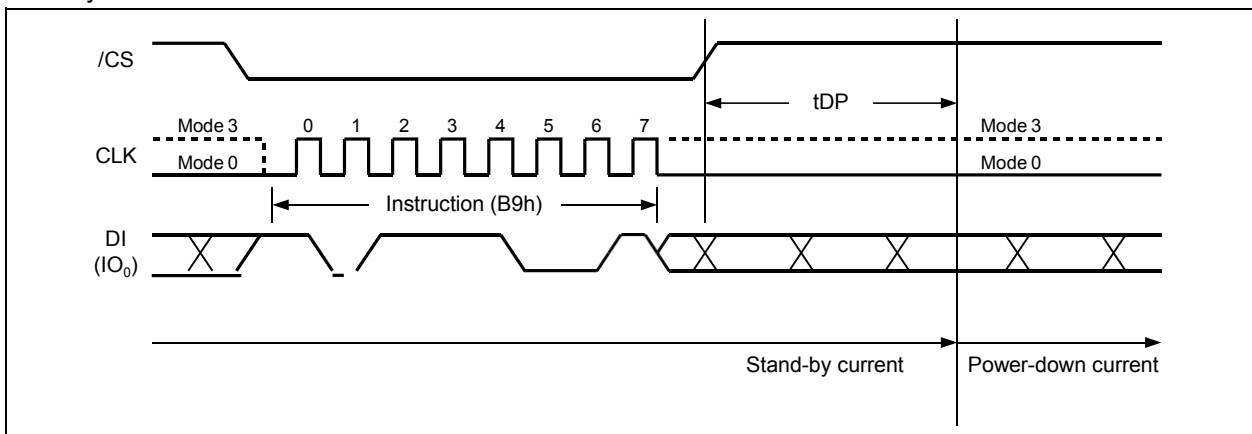 /CS
tDP
Mode 3 0 1 2 3 4 5 6 7 Mode 3
CLK
Mode 0 Mode 0
Instruction (B9h)
DI
(IO₀)
Stand-by current Power-down current